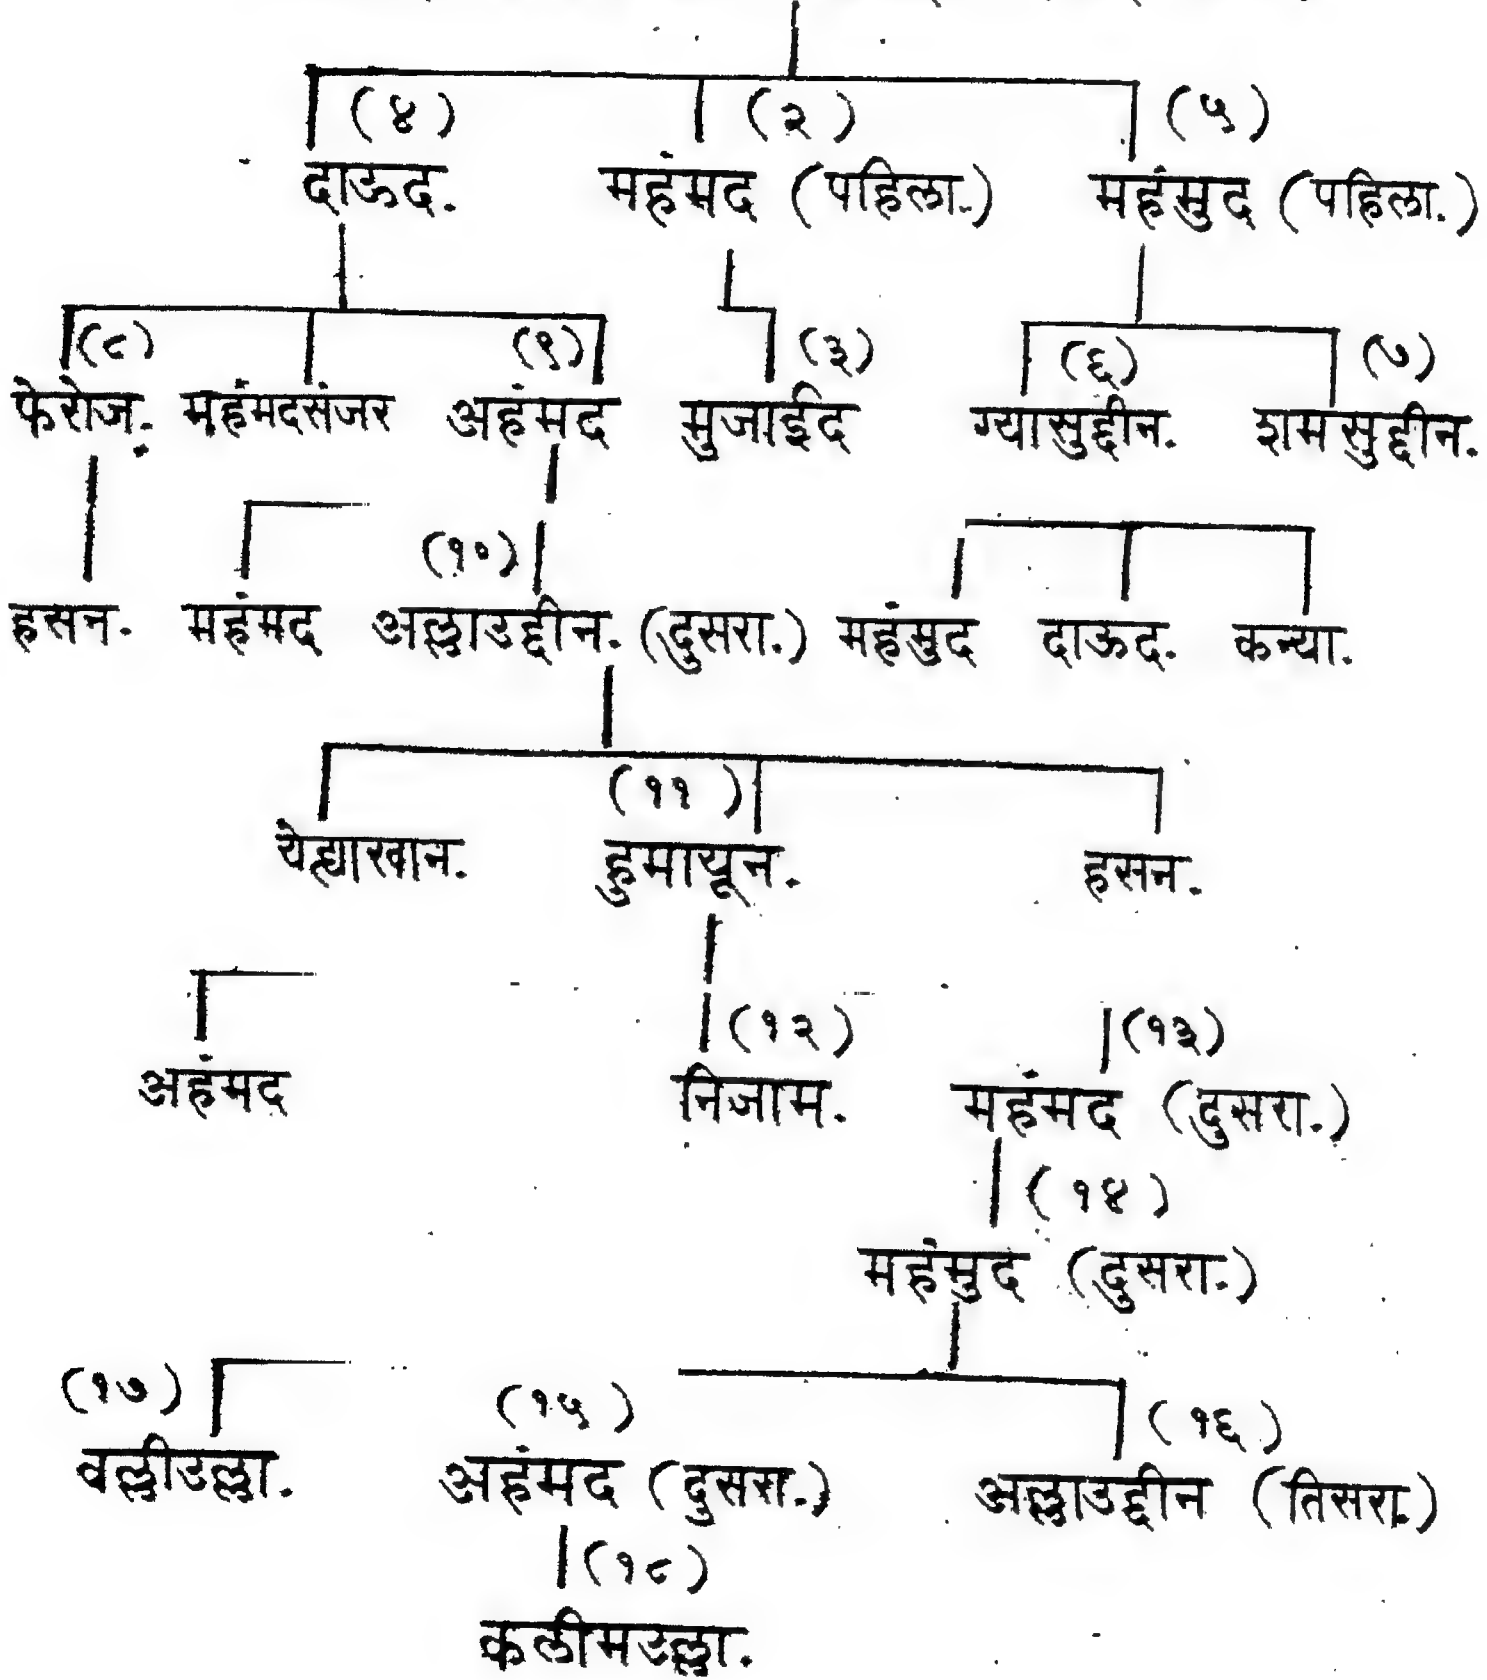 (४) (२) (५)
दाऊद. महंमद (पहिला.) महंमुद (पहिला.)
(८) (९) (३) (६) (७)
फेरोज. महंमदसंजर अहंमद मुजाईद ग्यासुद्दीन. शमसुद्दीन.
(१०)
हसन. महंमद अल्लाउद्दीन. (दुसरा.) महंमुद दाऊद. कन्या.
(११)
येह्याखान. हुमायून. हसन.
(१२) (१३)
अहंमद निजाम. महंमद (दुसरा.)
(१४)
महंमुद (दुसरा.)
(१७) (१५) (१६)
वल्लीउल्ला. अहंमद (दुसरा.) अल्लाउद्दीन (तिसरा.)
(१८)
कलीमउल्ला.